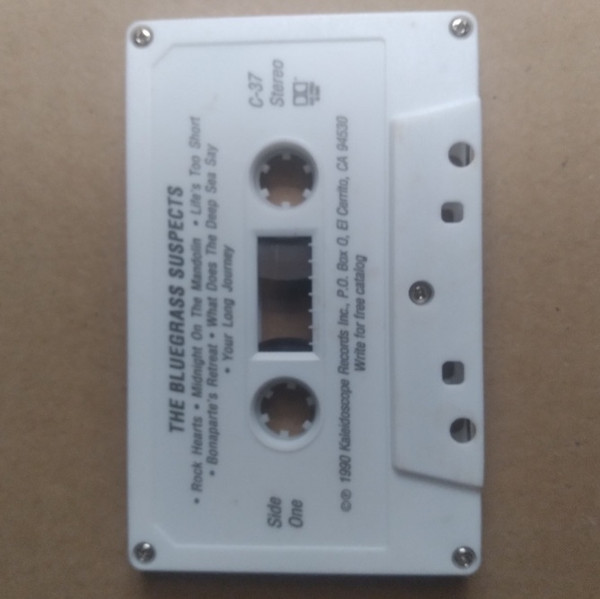 THE BLUEGRASS SUSPECTS
• Rock Hearts • Midnight On The Mandolin • Life's Too Short
• Bonaparte's Retreat • What Does The Deep Sea Say
• Your Long Journey
C-37
Stereo
Side
One
©℗ 1990 Kaleidoscope Records Inc., P.O. Box O, El Cerrito, CA 94530
Write for free catalog